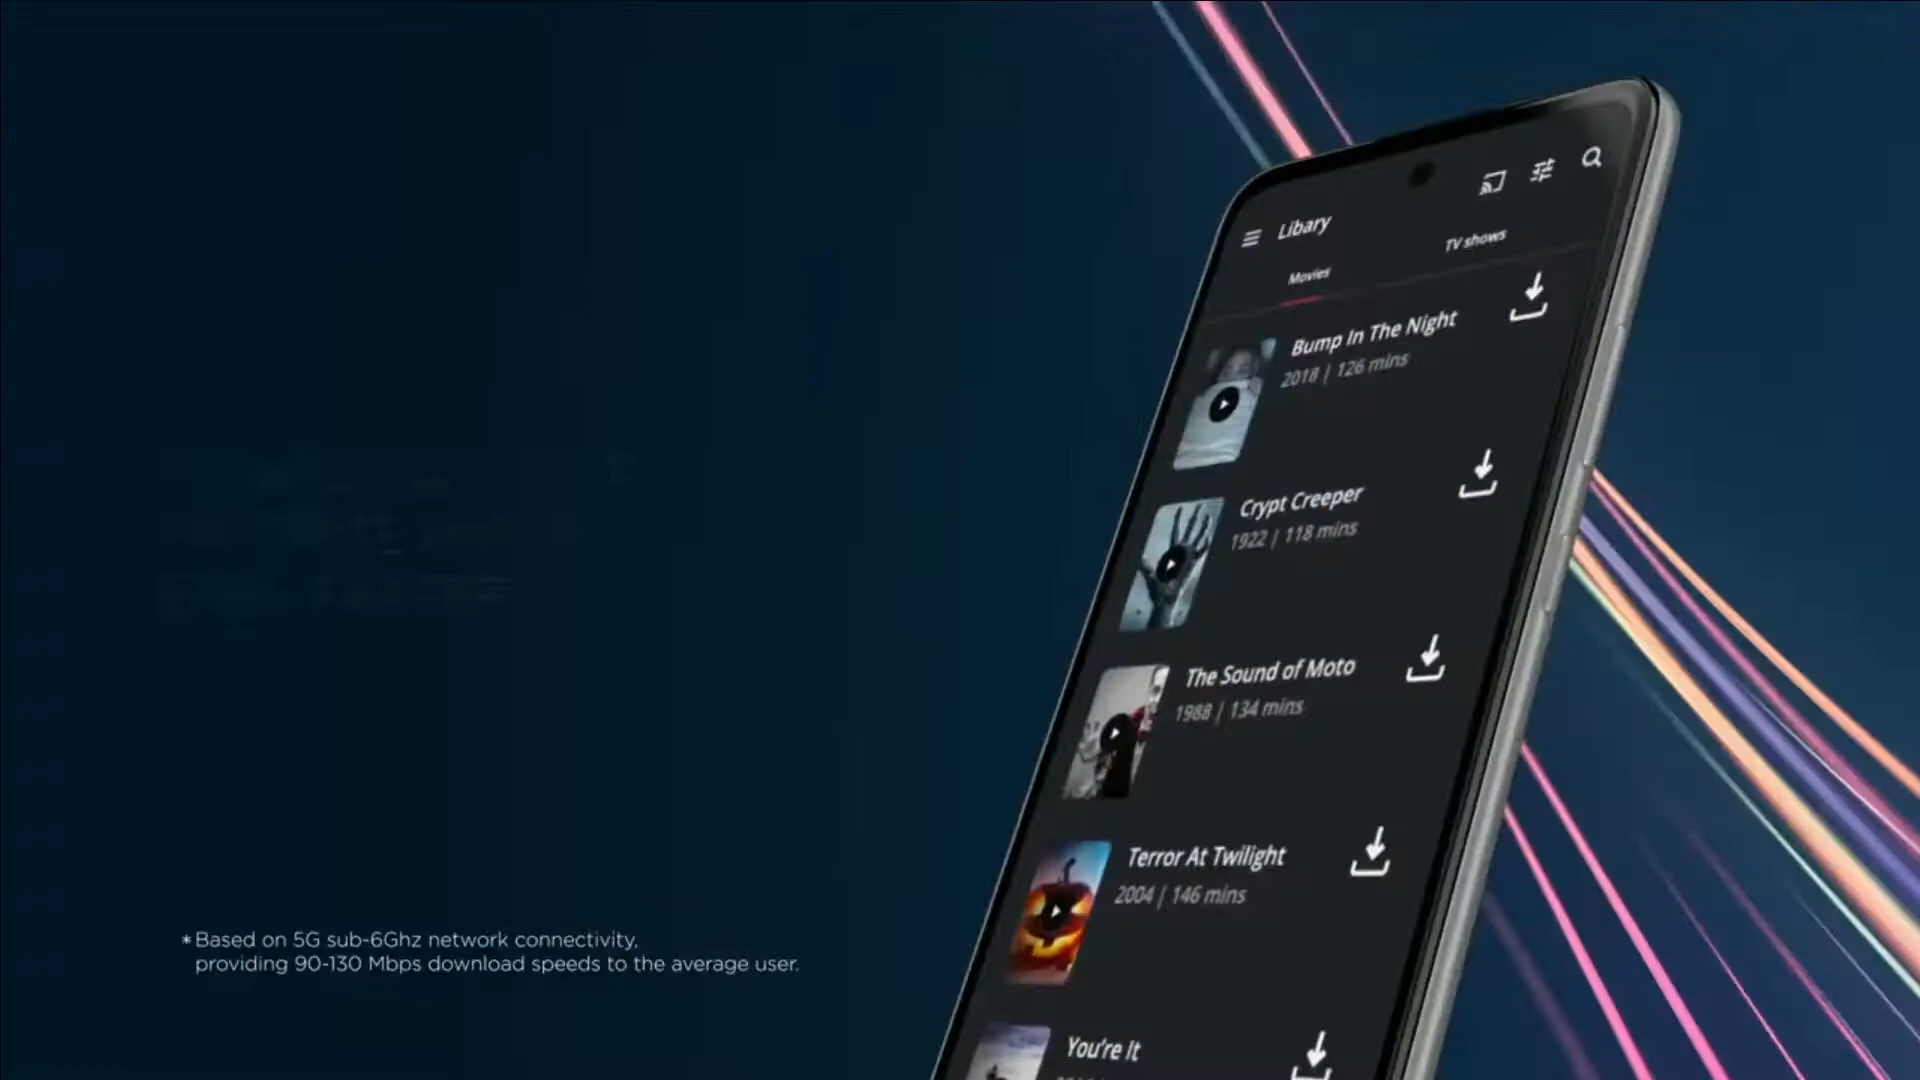 Libary
Movies
TV shows
Bump In The Night
2018 | 126 mins
Crypt Creeper
1922 | 118 mins
The Sound of Moto
1988 | 134 mins
Terror At Twilight
2004 | 146 mins
You're It
*Based on 5G sub-6Ghz network connectivity,
providing 90-130 Mbps download speeds to the average user.